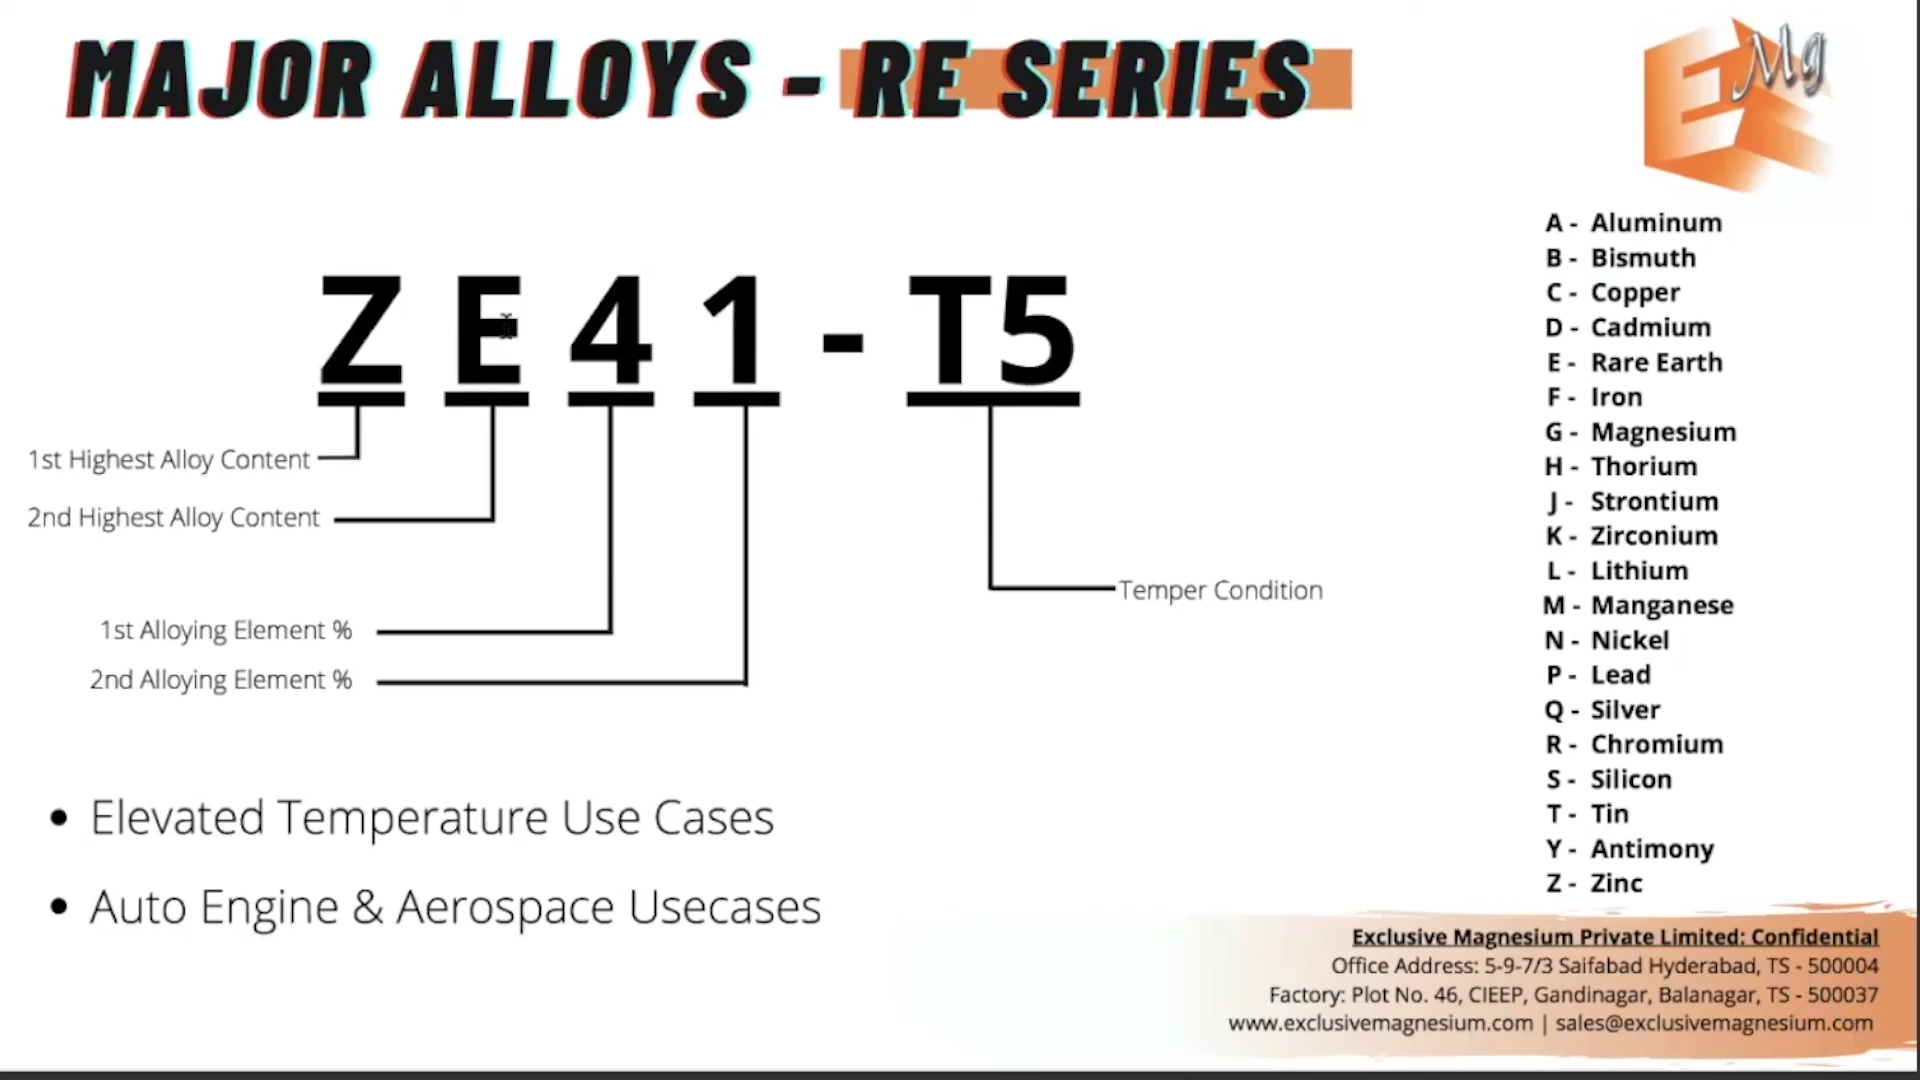 MAJOR ALLOYS - RE SERIES
E Mg
Z E 4 1 - T5
1st Highest Alloy Content
2nd Highest Alloy Content
1st Alloying Element %
2nd Alloying Element %
Temper Condition
• Elevated Temperature Use Cases
• Auto Engine & Aerospace Usecases
A - Aluminum
B - Bismuth
C - Copper
D - Cadmium
E - Rare Earth
F - Iron
G - Magnesium
H - Thorium
J - Strontium
K - Zirconium
L - Lithium
M - Manganese
N - Nickel
P - Lead
Q - Silver
R - Chromium
S - Silicon
T - Tin
Y - Antimony
Z - Zinc
Exclusive Magnesium Private Limited: Confidential
Office Address: 5-9-7/3 Saifabad Hyderabad, TS - 500004
Factory: Plot No. 46, CIEEP, Gandinagar, Balanagar, TS - 500037
www.exclusivemagnesium.com | sales@exclusivemagnesium.com